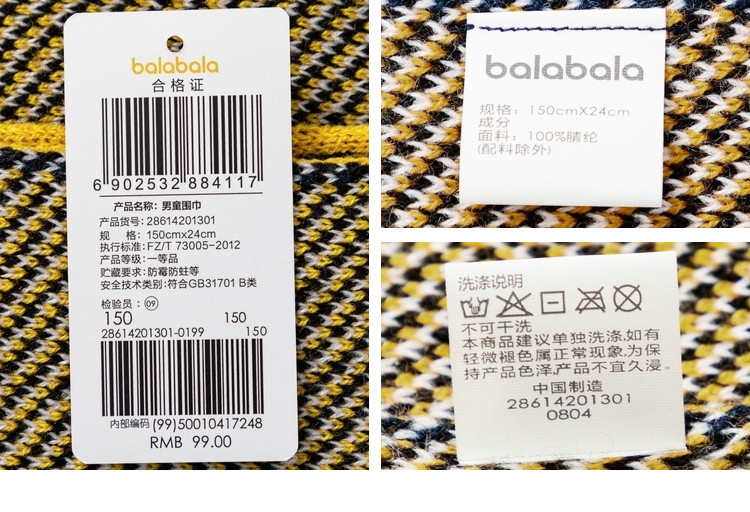 balabala
合格证
6 902532 884117
产品名称: 男童围巾
产品货号: 28614201301
规 格: 150cmx24cm
执行标准: FZ/T 73005-2012
产品等级: 一等品
贮藏要求: 防霉防蛀等
安全技术类别: 符合GB31701 B类
检验员: 09
150 150
28614201301-0199 150
内部编码 (99)50010417248
RMB 99.00
balabala
规格: 150cmX24cm
成分
面料: 100%腈纶
(配料除外)
洗涤说明
不可干洗
本商品建议单独洗涤,如有
轻微褪色属正常现象,为保
持产品色泽,产品不宜久浸。
中国制造
28614201301
0804